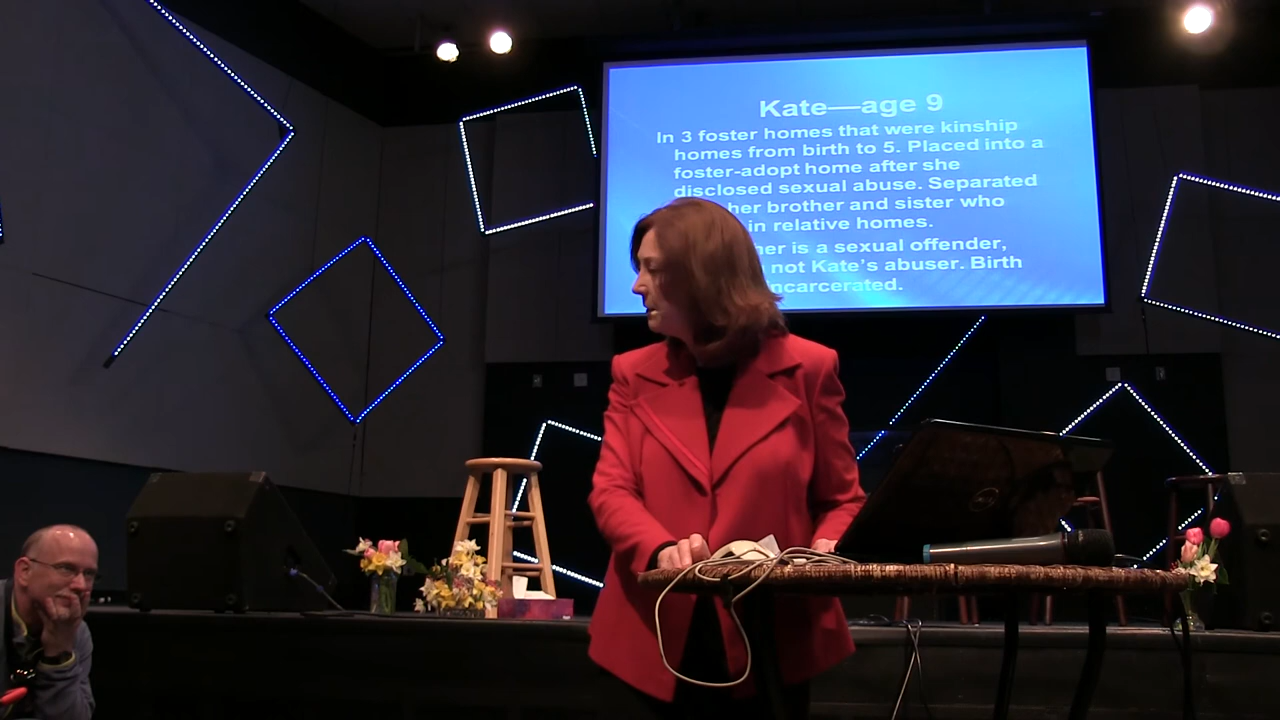 Kate—age 9
In 3 foster homes that were kinship
homes from birth to 5. Placed into a
foster-adopt home after she
disclosed sexual abuse. Separated
her brother and sister who
in relative homes.
is a sexual offender,
not Kate's abuser. Birth